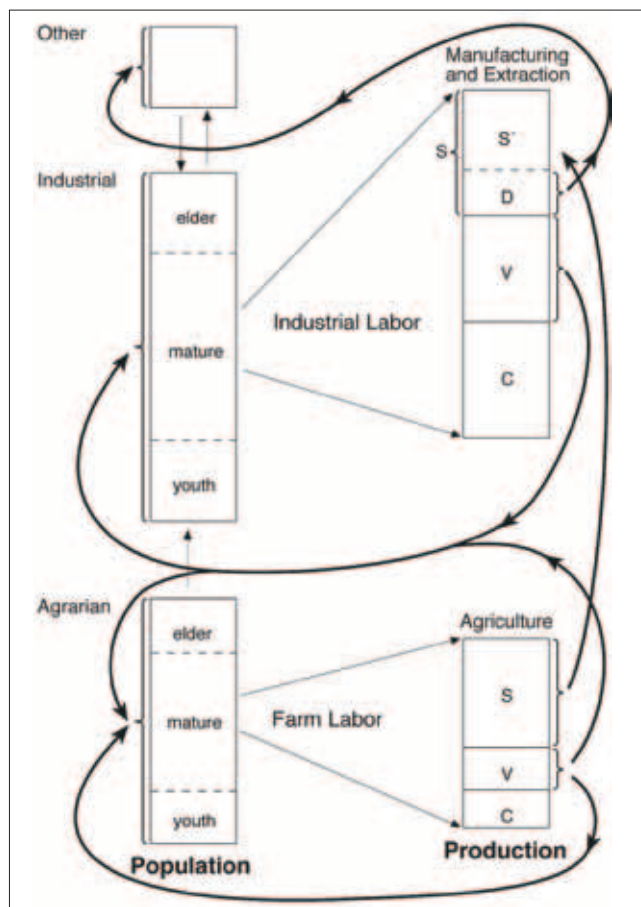 Other
Manufacturing
and Extraction
S
S'
D
Industrial
elder
V
Industrial Labor
mature
C
youth
Agrarian
elder
Agriculture
S
mature
Farm Labor
V
youth
C
Population
Production